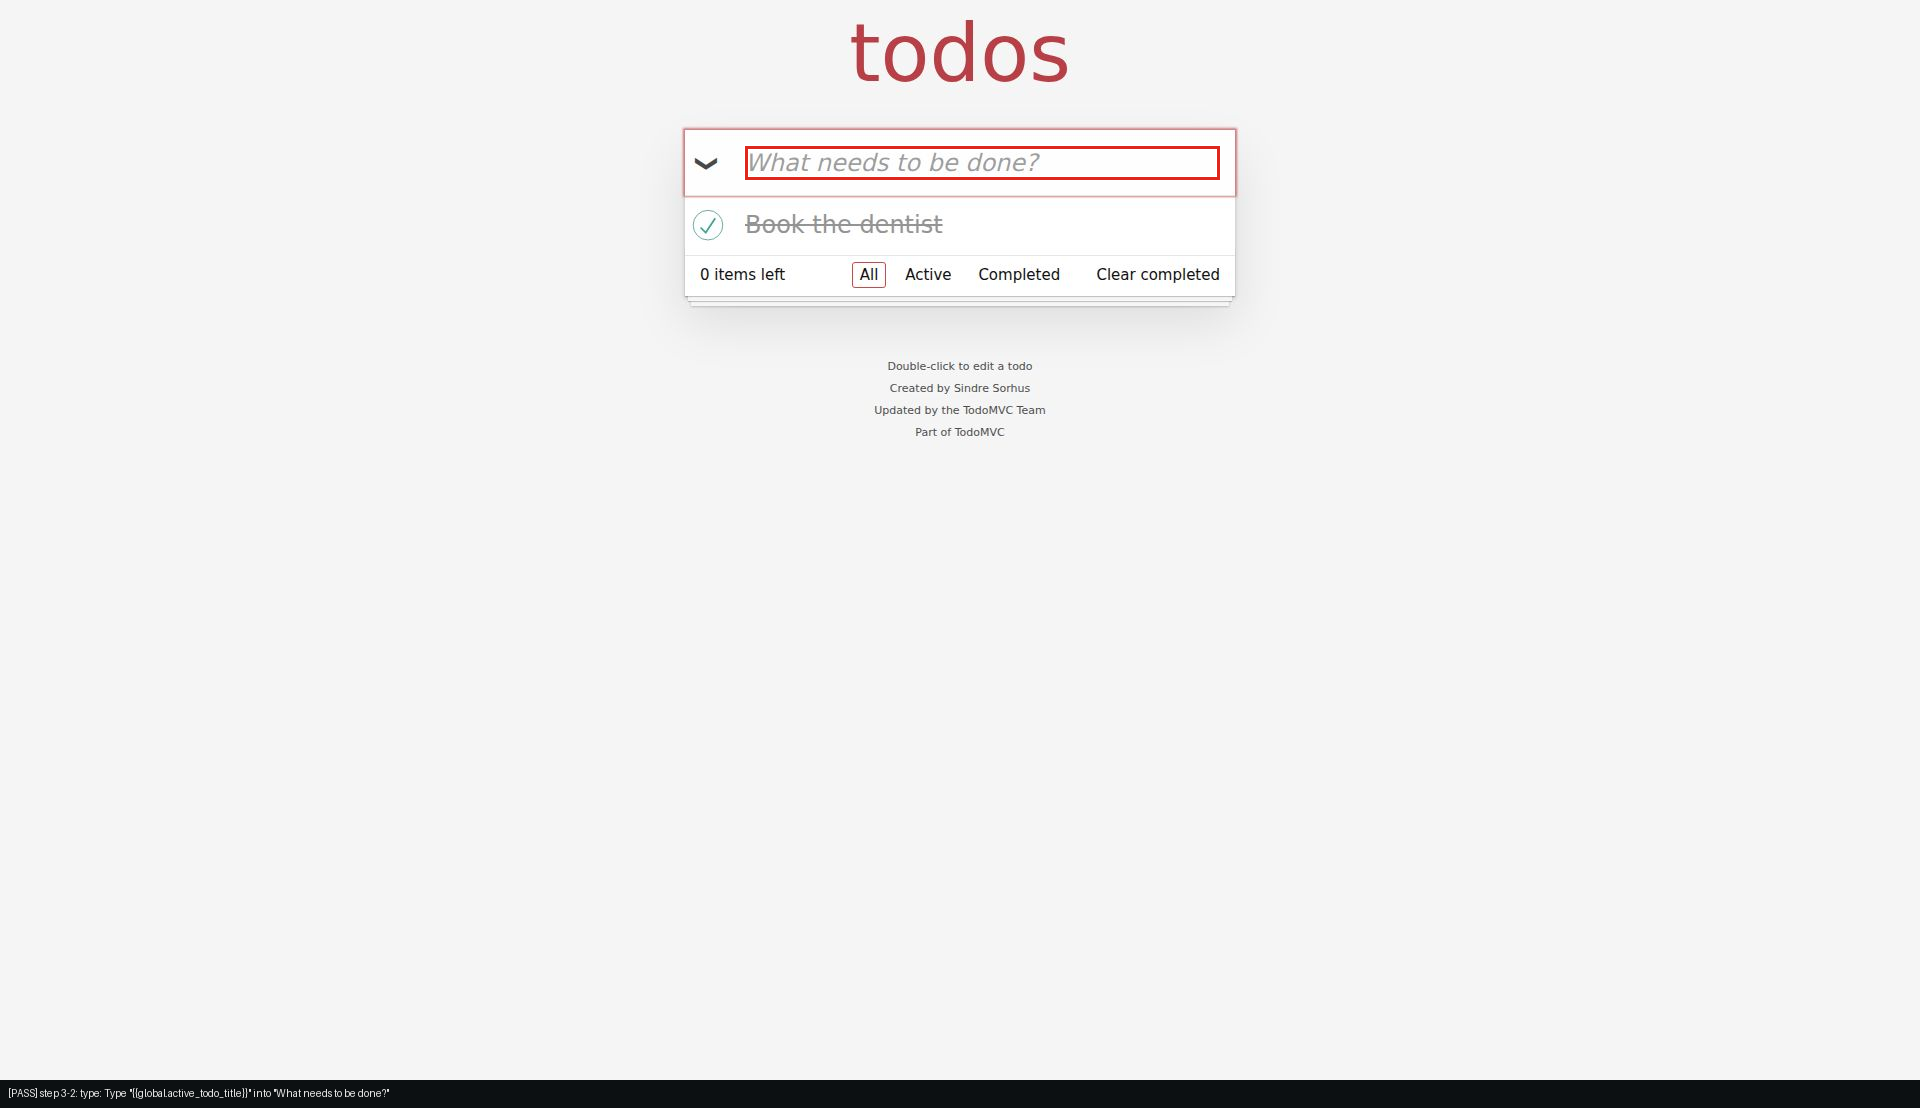 todos
What needs to be done?
Book the dentist
0 items left All Active Completed Clear completed
Double-click to edit a todo
Created by Sindre Sorhus
Updated by the TodoMVC Team
Part of TodoMVC
[PASS] step 3-2: type: Type "{{global.active_todo_title}}" into "What needs to be done?"